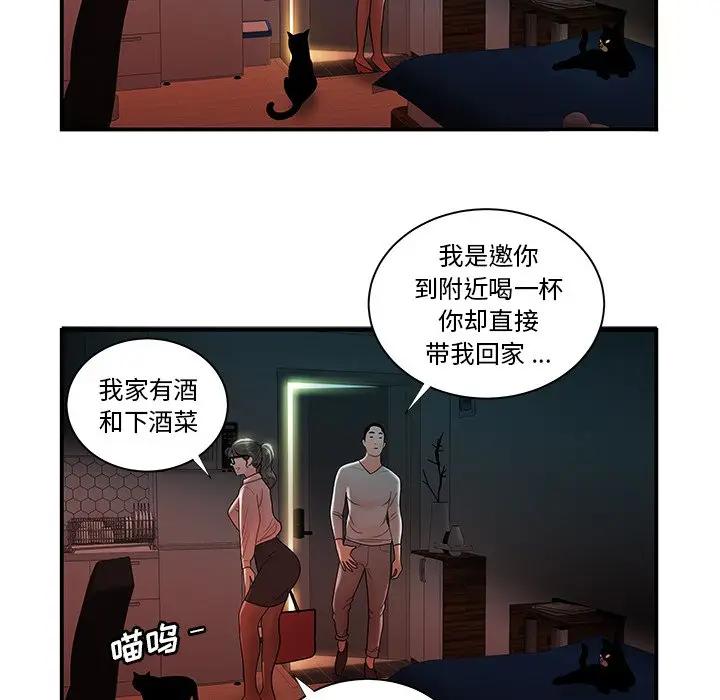 我是邀你
到附近喝一杯
你却直接
带我回家...
我家有酒
和下酒菜
喵呜-